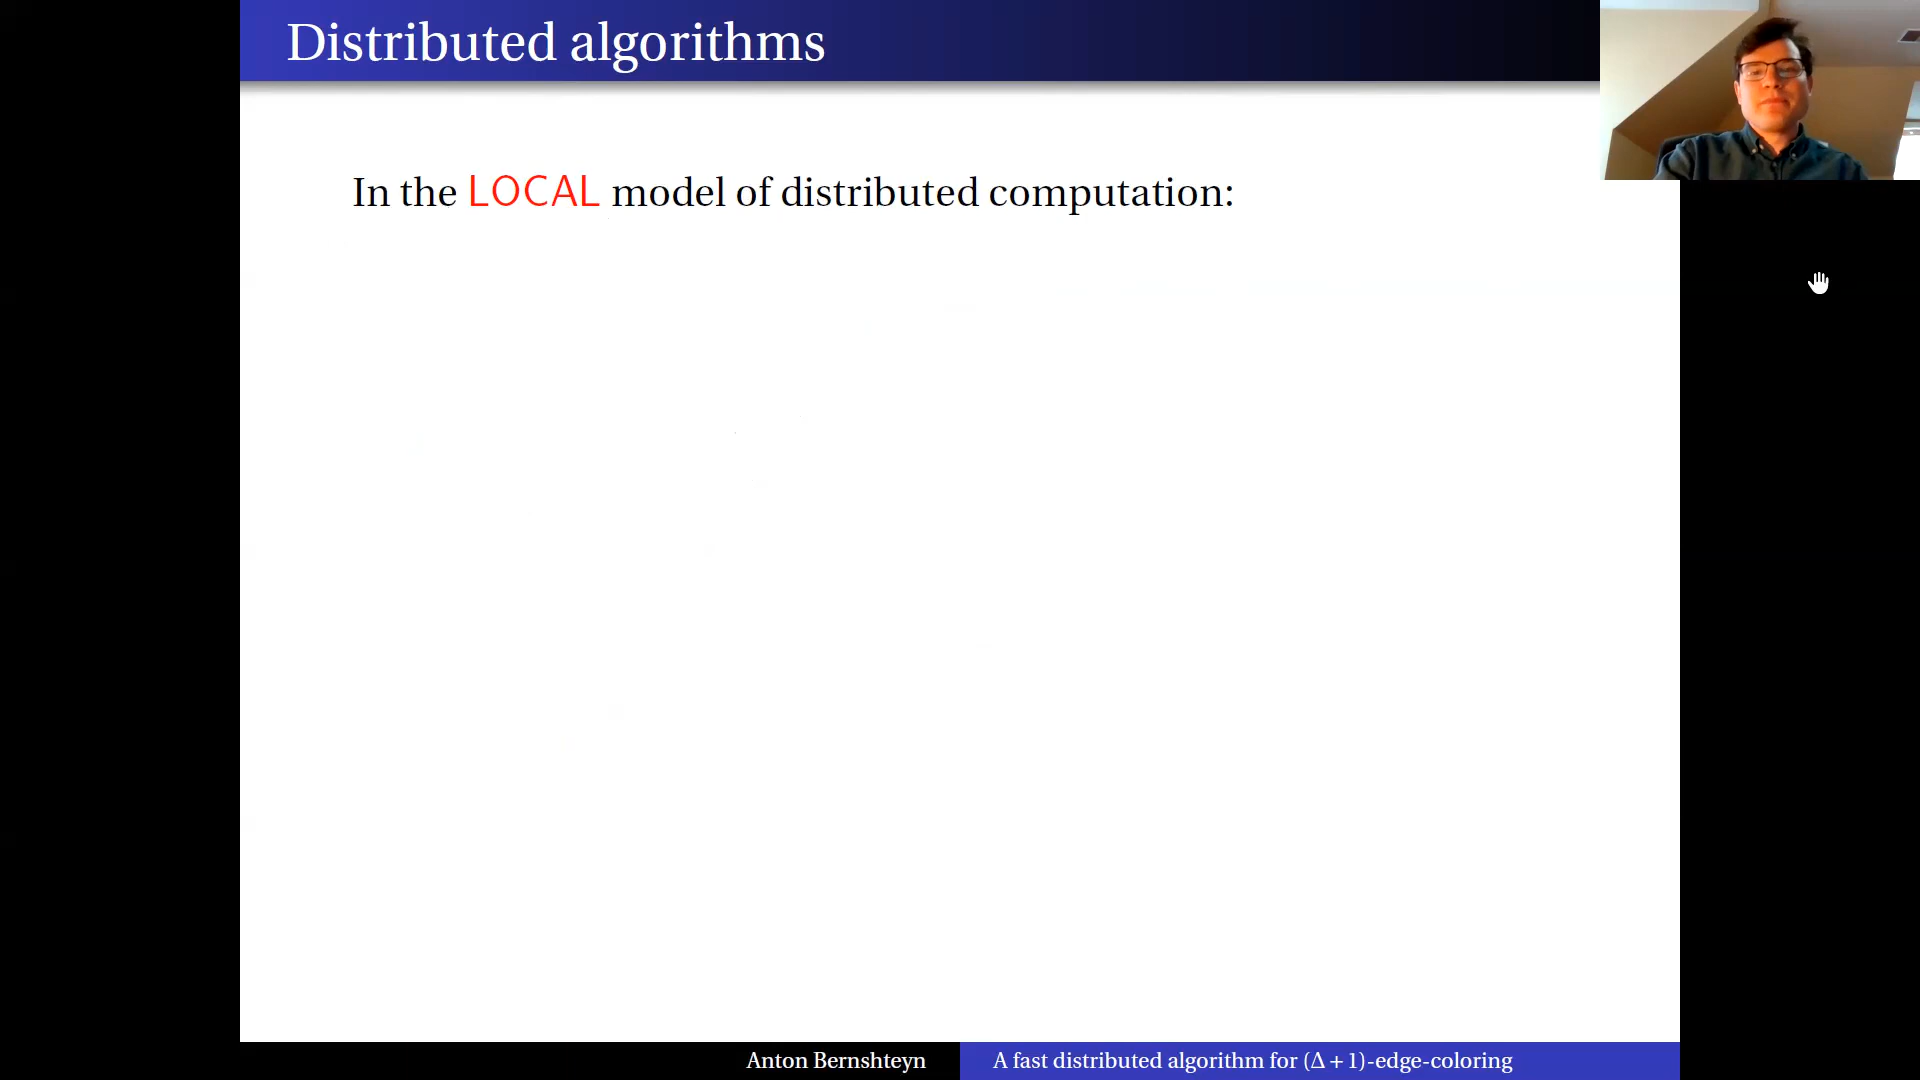 Distributed algorithms
In the LOCAL model of distributed computation:
Anton Bernshteyn
A fast distributed algorithm for (Δ + 1)-edge-coloring